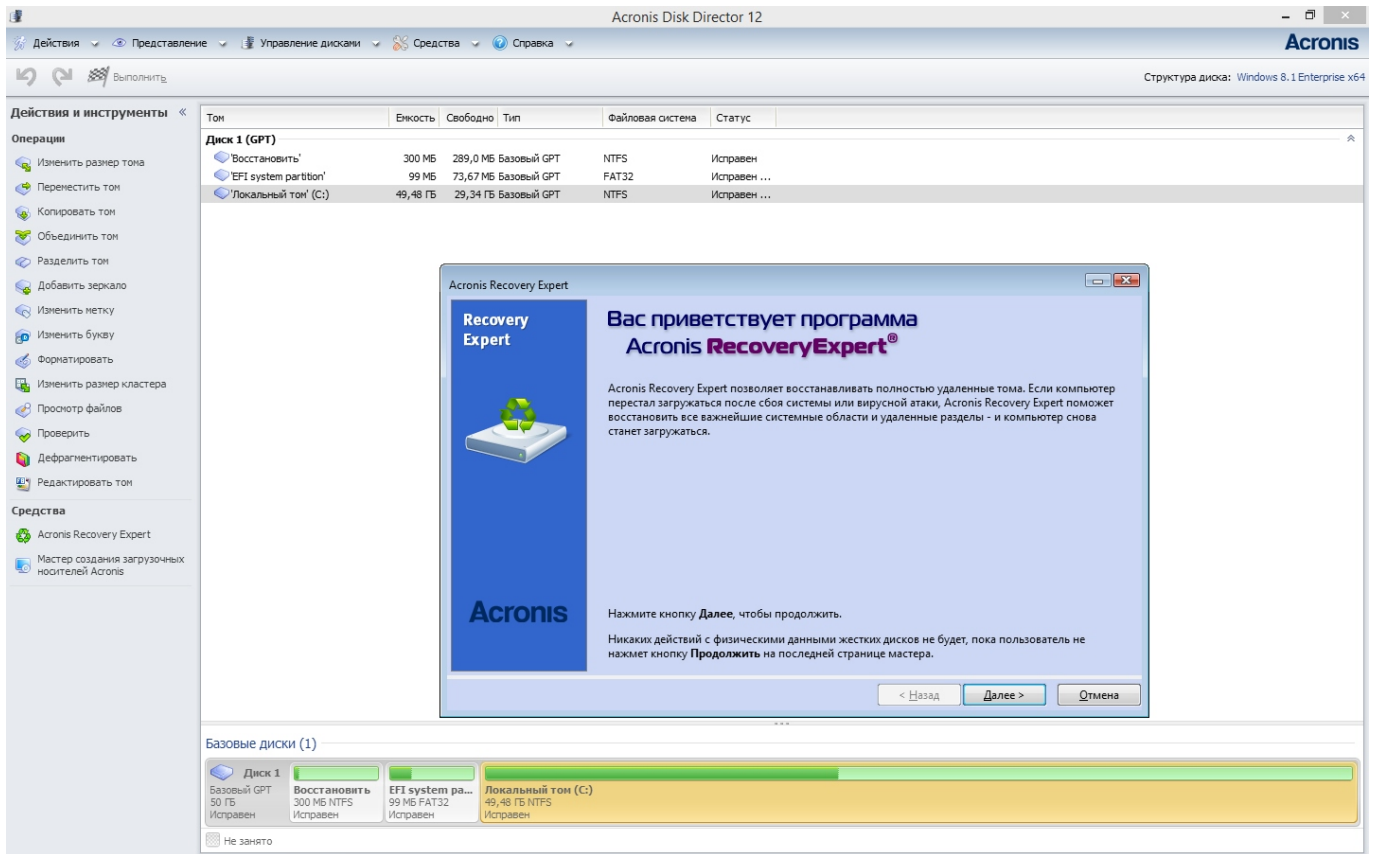 Acronis Disk Director 12
Действия Представление Управление дисками Средства Справка Acronis
Выполнить Структура диска: Windows 8.1 Enterprise x64
Действия и инструменты «
Операции
Изменить размер тома
Переместить том
Копировать том
Объединить том
Разделить том
Добавить зеркало
Изменить метку
Изменить букву
Форматировать
Изменить размер кластера
Просмотр файлов
Проверить
Дефрагментировать
Редактировать том
Средства
Acronis Recovery Expert
Мастер создания загрузочных
носителей Acronis
Том Емкость Свободно Тип Файловая система Статус
Диск 1 (GPT)
'Восстановить' 300 МБ 289,0 МБ Базовый GPT NTFS Исправен
'EFI system partition' 99 МБ 73,67 МБ Базовый GPT FAT32 Исправен ...
'Локальный том' (C:) 49,48 ГБ 29,34 ГБ Базовый GPT NTFS Исправен ...
Acronis Recovery Expert
Recovery
Expert
Acronis
Вас приветствует программа
Acronis RecoveryExpert®
Acronis Recovery Expert позволяет восстанавливать полностью удаленные тома. Если компьютер
перестал загружаться после сбоя системы или вирусной атаки, Acronis Recovery Expert поможет
восстановить все важнейшие системные области и удаленные разделы - и компьютер снова
станет загружаться.
Нажмите кнопку Далее, чтобы продолжить.
Никаких действий с физическими данными жестких дисков не будет, пока пользователь не
нажмет кнопку Продолжить на последней странице мастера.
< Назад Далее > Отмена
Базовые диски (1)
Диск 1
Базовый GPT
50 ГБ
Исправен
Восстановить
300 МБ NTFS
Исправен
EFI system pa...
99 МБ FAT32
Исправен
Локальный том (C:)
49,48 ГБ NTFS
Исправен
Не занято